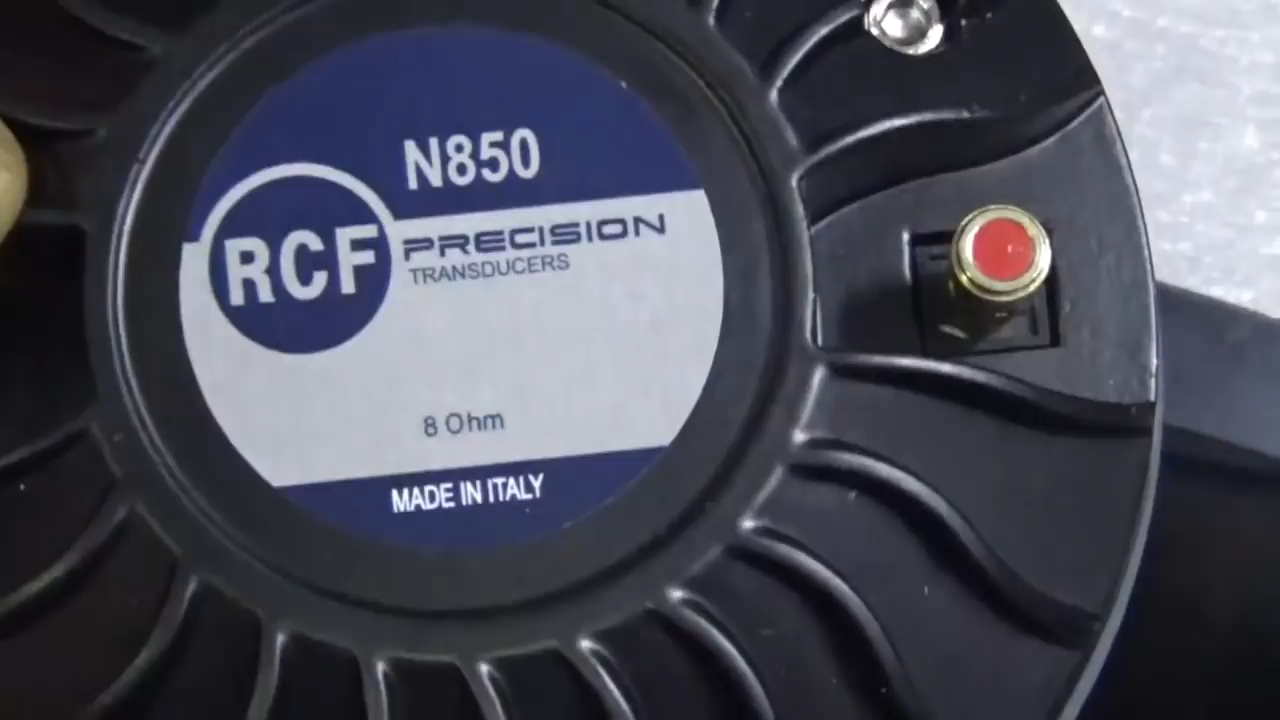 N850
RCF
PRECISION
TRANSDUCERS
8 Ohm
MADE IN ITALY